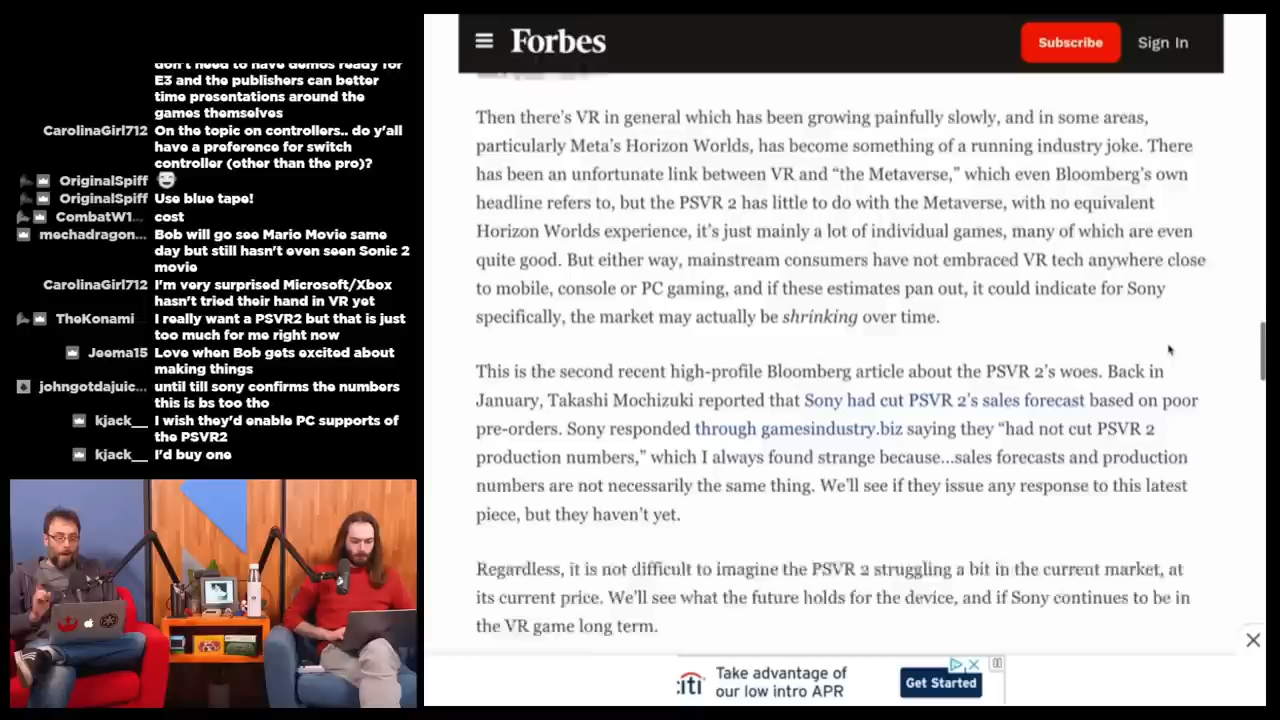 don't need to have demos ready for
E3 and the publishers can better
time presentations around the
games themselves
CarolinaGirl712 On the topic on controllers.. do y'all
have a preference for switch
controller (other than the pro)?
OriginalSpiff
OriginalSpiff Use blue tape!
CombatW1... cost
mechadragon... Bob will go see Mario Movie same
day but still hasn't even seen Sonic 2
movie
CarolinaGirl712 I'm very surprised Microsoft/Xbox
hasn't tried their hand in VR yet
TheKonami I really want a PSVR2 but that is just
too much for me right now
Jeema15 Love when Bob gets excited about
making things
johngotdajuic... until till sony confirms the numbers
this is bs too tho
kjack__ I wish they'd enable PC supports of
the PSVR2
kjack__ I'd buy one
Forbes
Subscribe
Sign In
Then there's VR in general which has been growing painfully slowly, and in some areas,
particularly Meta's Horizon Worlds, has become something of a running industry joke. There
has been an unfortunate link between VR and "the Metaverse," which even Bloomberg's own
headline refers to, but the PSVR 2 has little to do with the Metaverse, with no equivalent
Horizon Worlds experience, it's just mainly a lot of individual games, many of which are even
quite good. But either way, mainstream consumers have not embraced VR tech anywhere close
to mobile, console or PC gaming, and if these estimates pan out, it could indicate for Sony
specifically, the market may actually be shrinking over time.
This is the second recent high-profile Bloomberg article about the PSVR 2's woes. Back in
January, Takashi Mochizuki reported that Sony had cut PSVR 2's sales forecast based on poor
pre-orders. Sony responded through gamesindustry.biz saying they "had not cut PSVR 2
production numbers," which I always found strange because...sales forecasts and production
numbers are not necessarily the same thing. We'll see if they issue any response to this latest
piece, but they haven't yet.
Regardless, it is not difficult to imagine the PSVR 2 struggling a bit in the current market, at
its current price. We'll see what the future holds for the device, and if Sony continues to be in
the VR game long term.
citi
Take advantage of
our low intro APR
Get Started